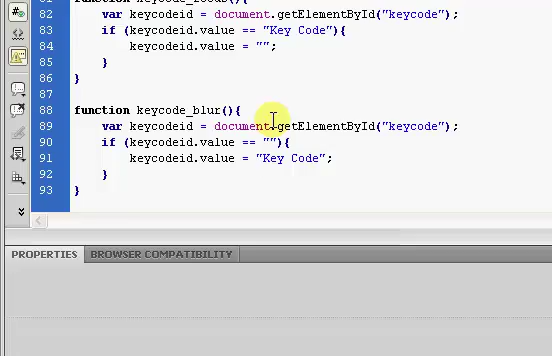 82 var keycodeid = document.getElementById("keycode");
83 if (keycodeid.value == "Key Code"){
84 keycodeid.value = "";
85 }
86 }
87
88 function keycode_blur(){
89 var keycodeid = document.getElementById("keycode");
90 if (keycodeid.value == ""){
91 keycodeid.value = "Key Code";
92 }
93 }
PROPERTIES BROWSER COMPATIBILITY